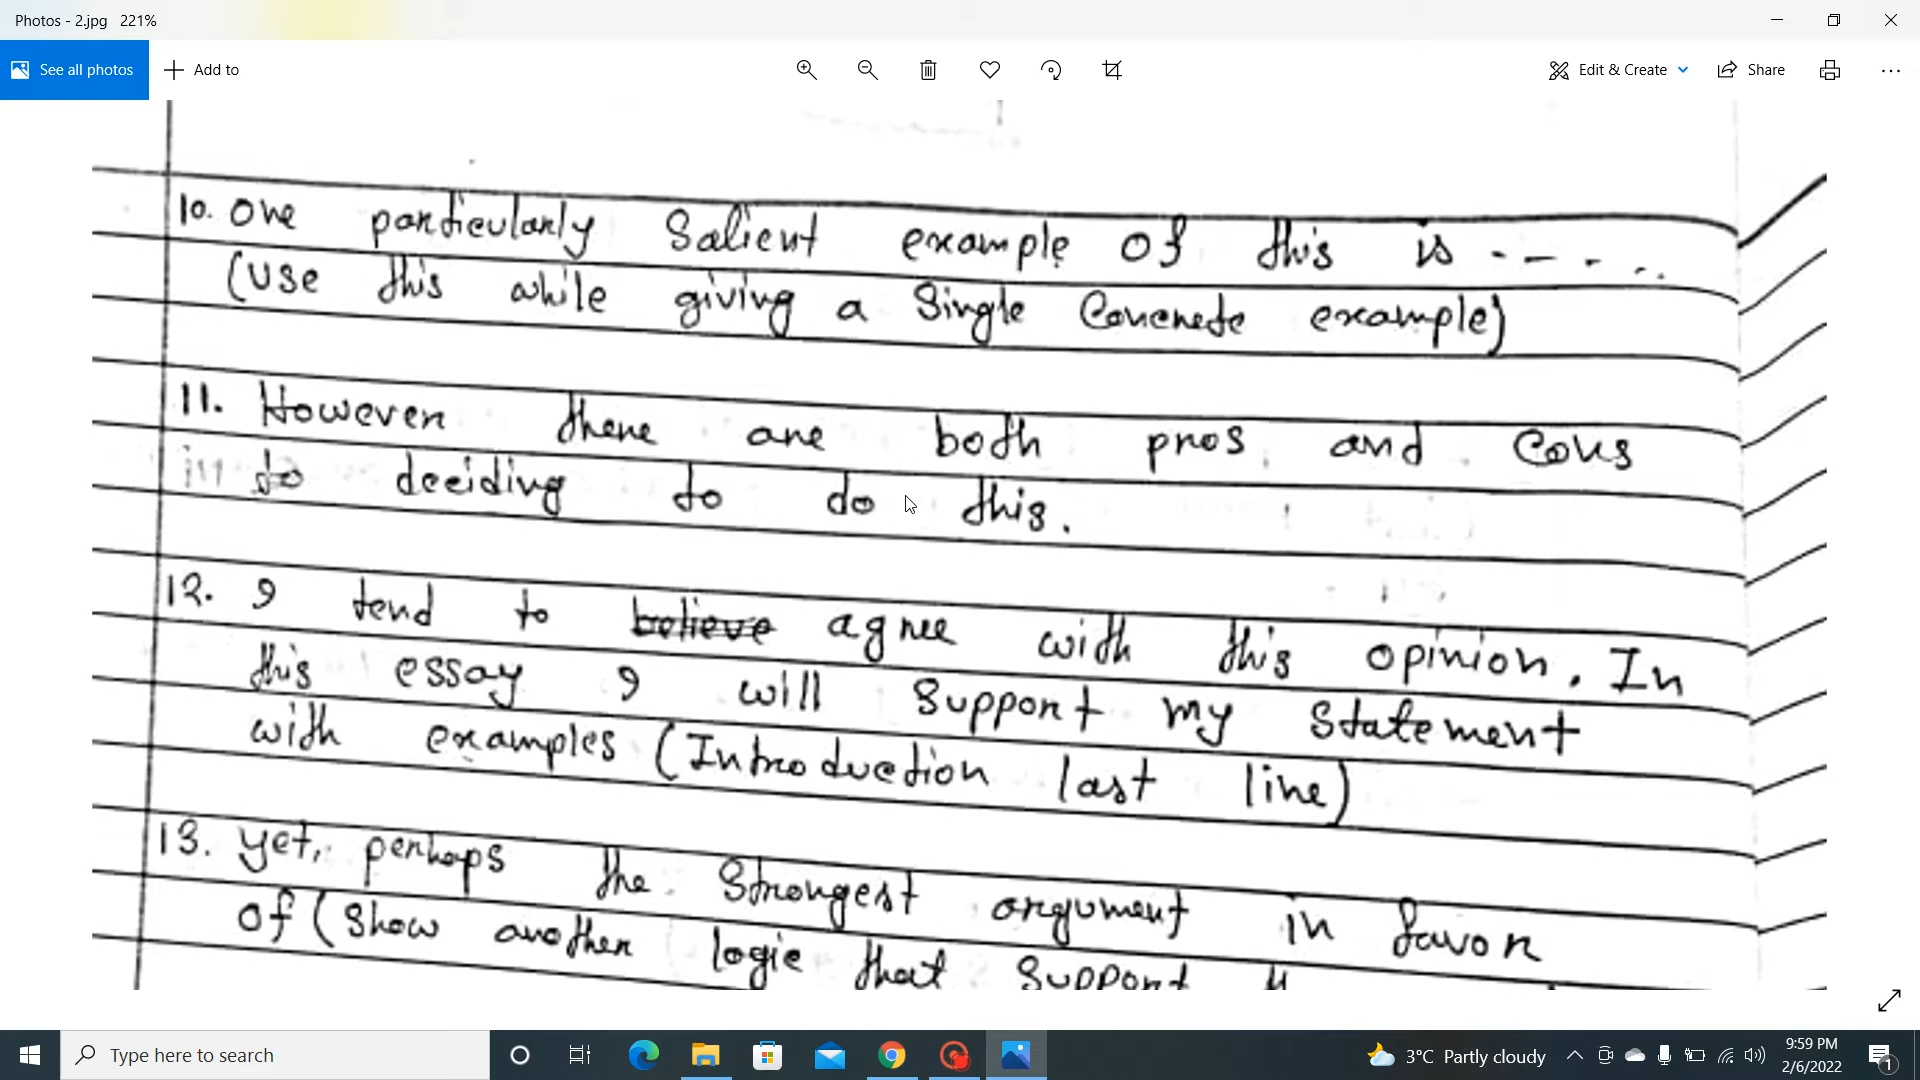 Photos - 2.jpg 221%
See all photos
Add to
Edit & Create
Share
10. One particularly Salient example Of this is - - - - ..
(Use this while giving a Single Concrete example)
11. However there are both pros and Cons
in to deciding to do this.
12. I tend to believe agree with this opinion. In
this essay I will Support my Statement
with examples (Introduction last line)
13. Yet, perhaps the Strongest argument in favor
Of (Show another logic that Support
Type here to search
3°C Partly cloudy
9:59 PM
2/6/2022
1